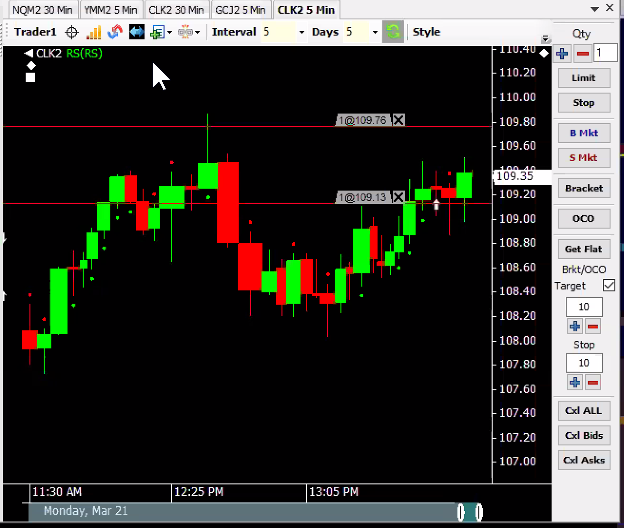 NQM2 30 Min YMM2 5 Min CLK2 30 Min GCJ2 5 Min CLK2 5 Min
Trader1 Interval 5 Days 5 Style
CLK2 RS(RS)
Qty
1
Limit
Stop
B Mkt
S Mkt
Bracket
OCO
Get Flat
Brkt/OCO
Target
10
Stop
10
Cxl ALL
Cxl Bids
Cxl Asks
110.40
110.20
110.00
109.80
1@109.76
109.60
109.35
109.20
1@109.13
109.00
108.80
108.60
108.40
108.20
108.00
107.80
107.60
107.40
107.20
107.00
11:30 AM 12:25 PM 13:05 PM
Monday, Mar 21